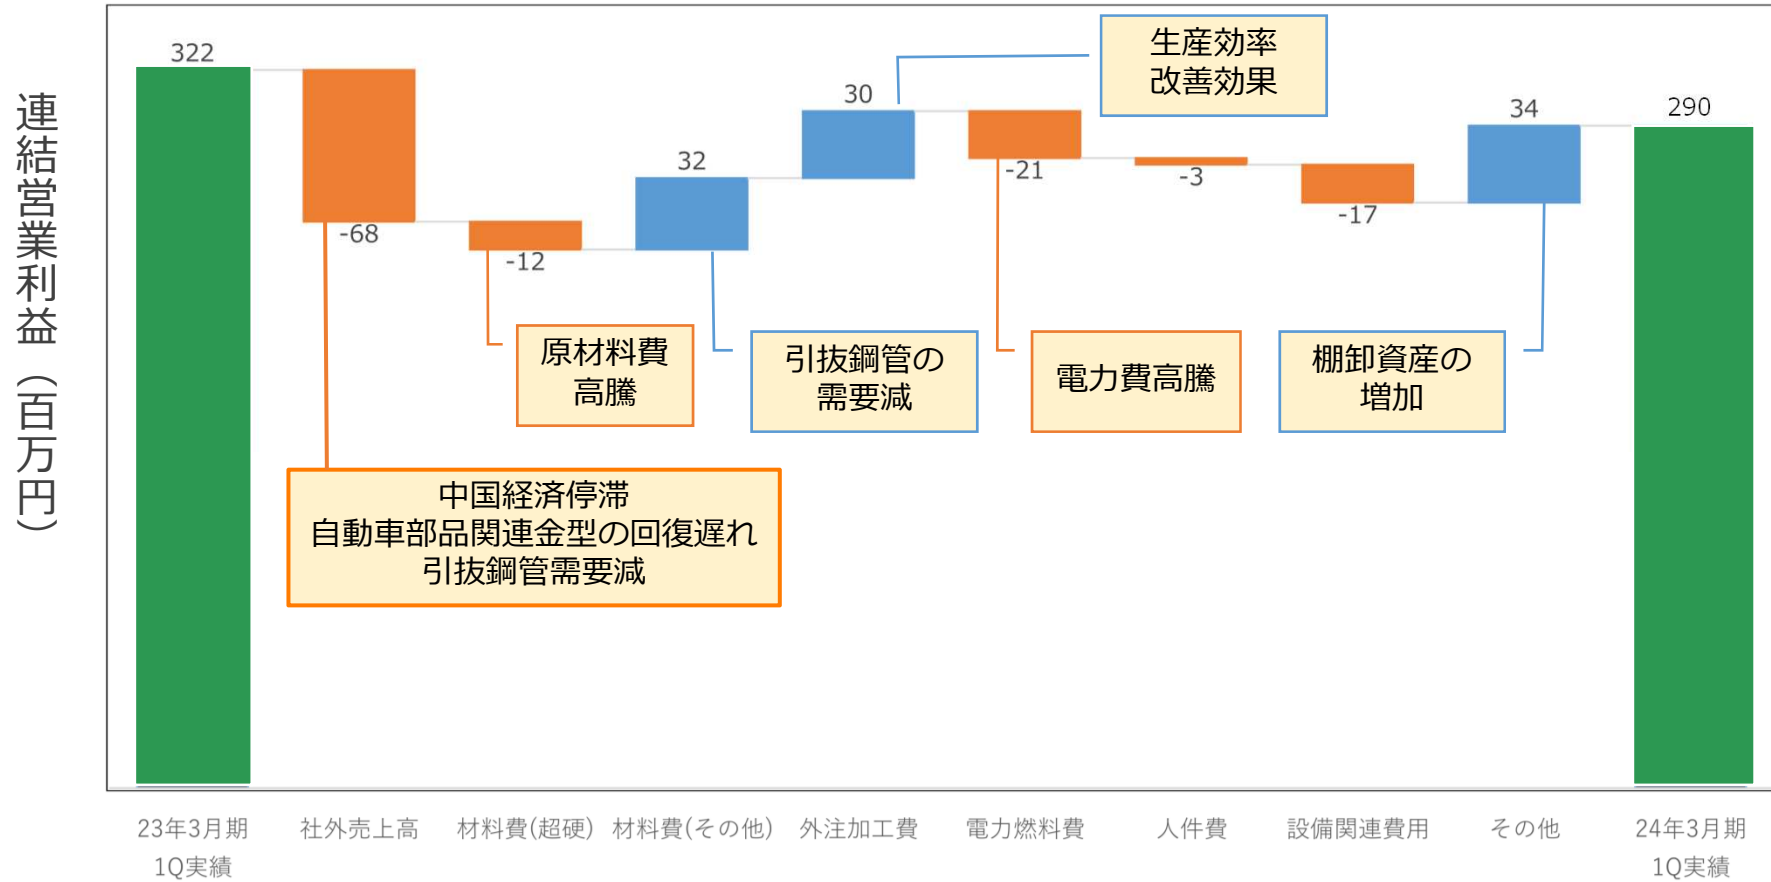 連結営業利益（百万円）
322
-68
-12
32
30
-21
-3
-17
34
290
生産効率
改善効果
原材料費
高騰
引抜鋼管の
需要減
電力費高騰
棚卸資産の
増加
中国経済停滞
自動車部品関連金型の回復遅れ
引抜鋼管需要減
23年3月期
1Q実績
社外売上高
材料費(超硬)
材料費(その他)
外注加工費
電力燃料費
人件費
設備関連費用
その他
24年3月期
1Q実績